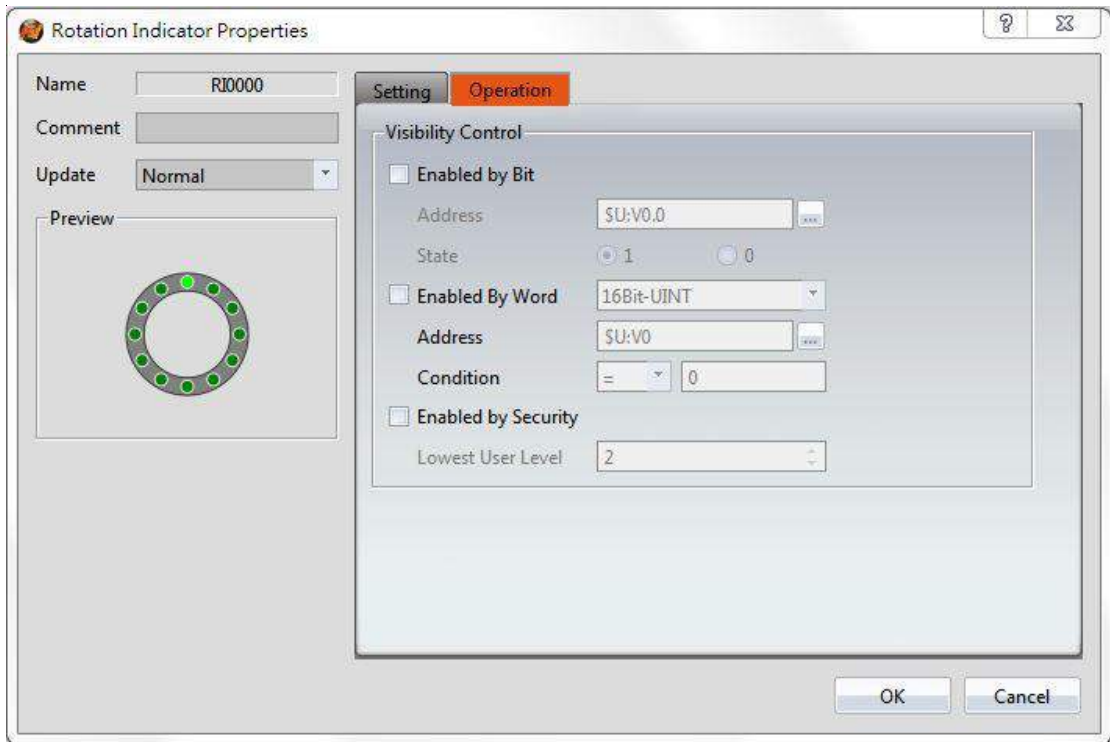 Rotation Indicator Properties
Name RI0000
Comment
Update Normal
Preview
Setting Operation
Visibility Control
Enabled by Bit
Address $U:V0.0 ...
State 1 0
Enabled By Word 16Bit-UINT
Address $U:V0 ...
Condition = 0
Enabled by Security
Lowest User Level 2
OK Cancel